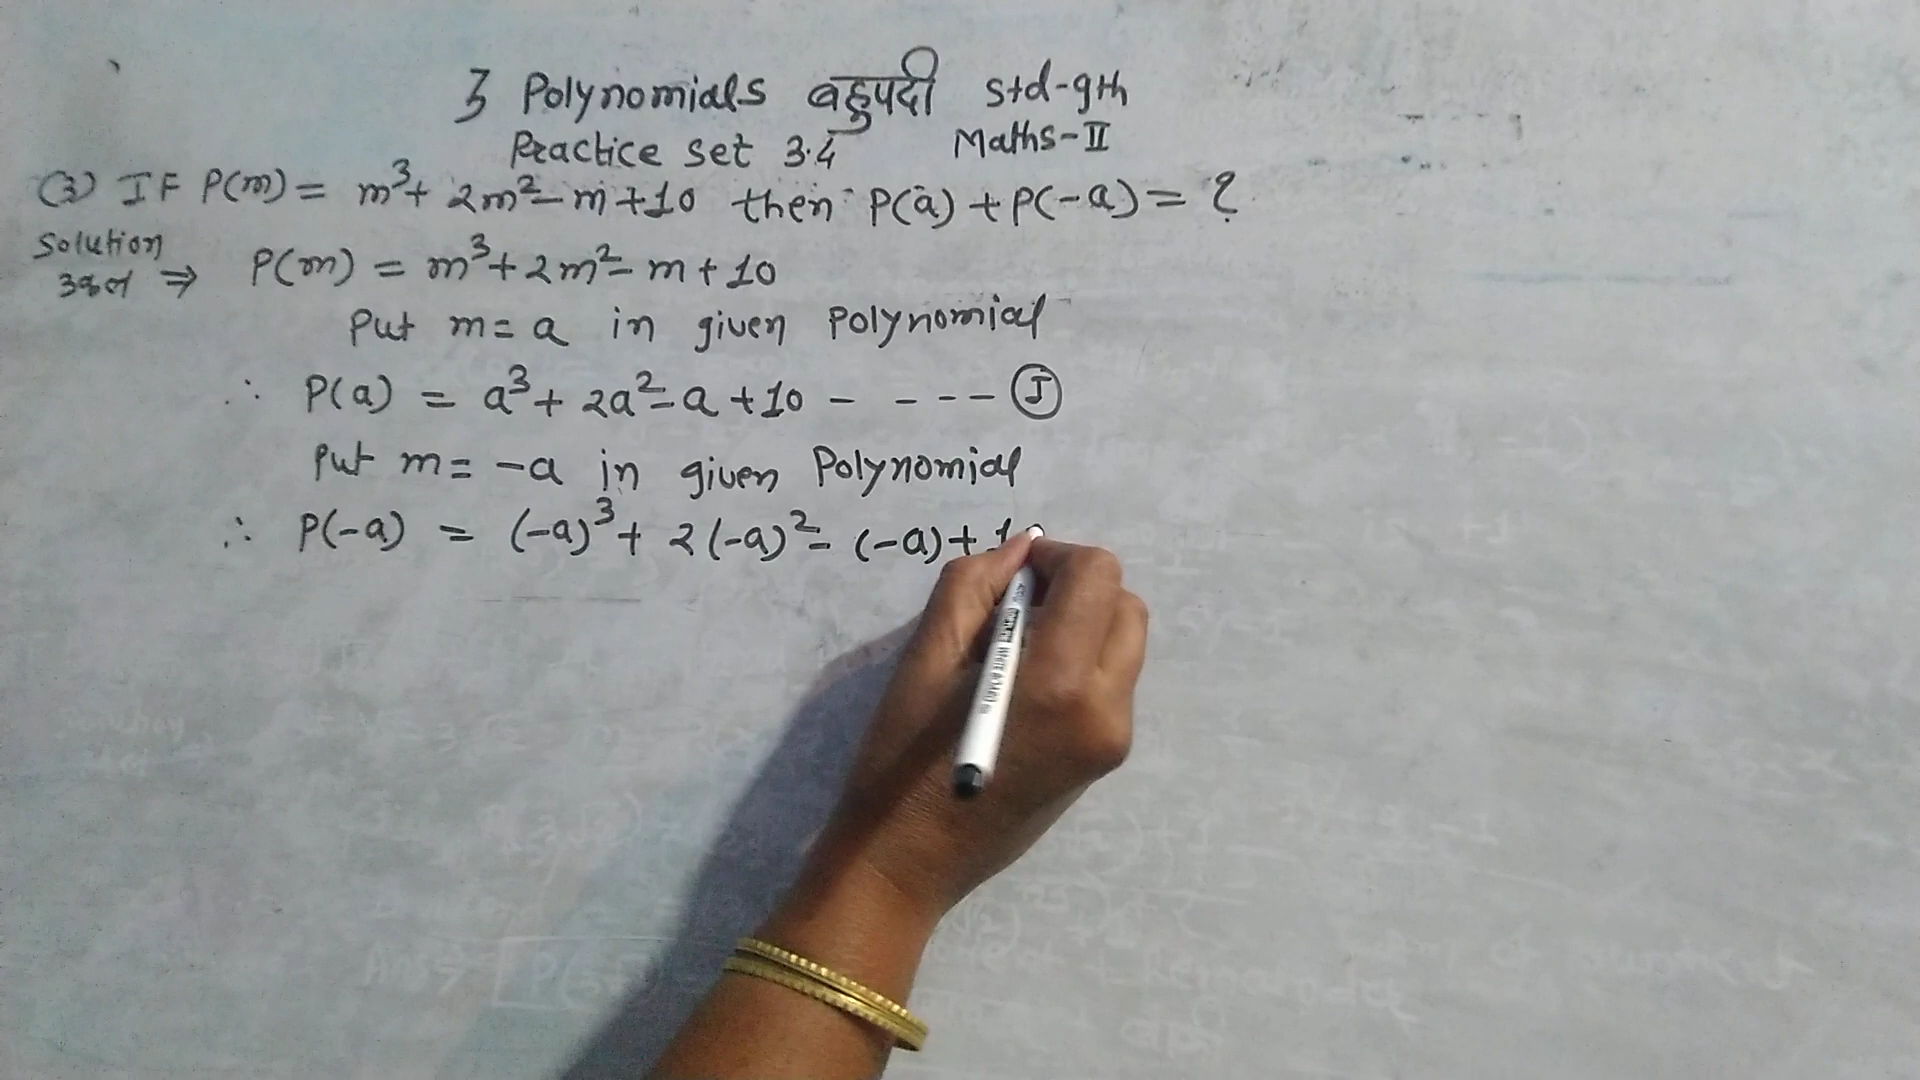 3 Polynomials बहुपदी std-9th
Practice set 3.4 Maths-II
(3) IF P(m) = m³+ 2m²- m +10 then P(a) + P(-a) = ?
Solution
उकल ⇒ P(m) = m³+ 2m²- m + 10
Put m = a in given Polynomial
∴ P(a) = a³+ 2a²- a + 10 - - - - - Ⓘ
Put m = -a in given Polynomial
∴ P(-a) = (-a)³+ 2(-a)²- (-a) + 1